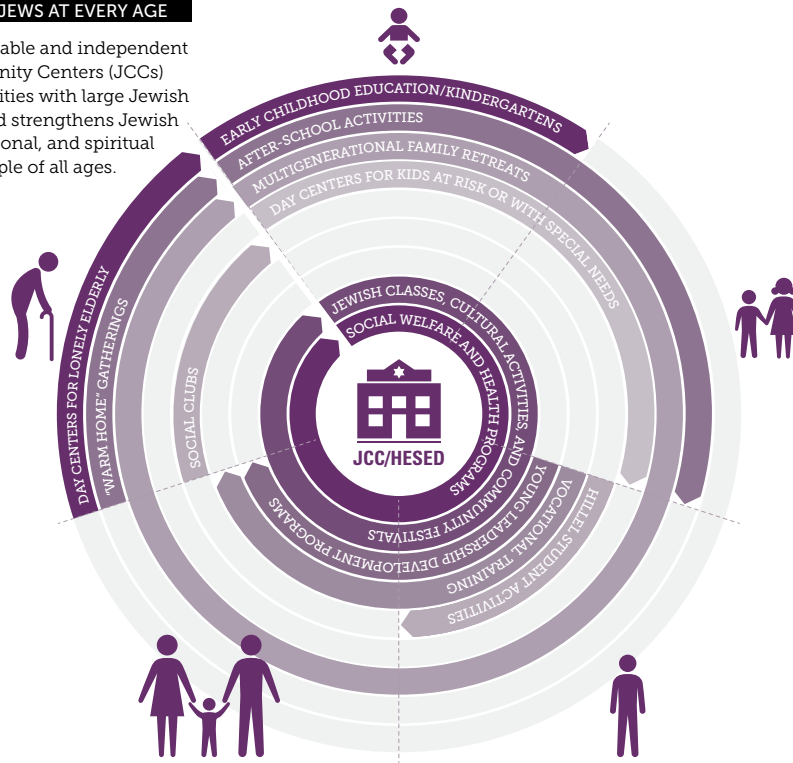 JEWS AT EVERY AGE
able and independent
nity Centers (JCCs)
ities with large Jewish
d strengthens Jewish
ional, and spiritual
ple of all ages.
EARLY CHILDHOOD EDUCATION/KINDERGARTENS
AFTER-SCHOOL ACTIVITIES
MULTIGENERATIONAL FAMILY RETREATS
DAY CENTERS FOR KIDS AT RISK OR WITH SPECIAL NEEDS
JEWISH CLASSES, CULTURAL ACTIVITIES, AND COMMUNITY FESTIVTLS
SOCIAL WELFARE AND HEALTH PROGRAMS
DAY CENTERS FOR LONELY ELDERLY
"WARM HOME" GATHERINGS
SOCIAL CLUBS
JCC/HESED
YOUNG LEADERSHIP DEVELOPMENT PROGRAMS
VOCATIONAL TRAINING
HILLEL STUDENT ACTIVITIES